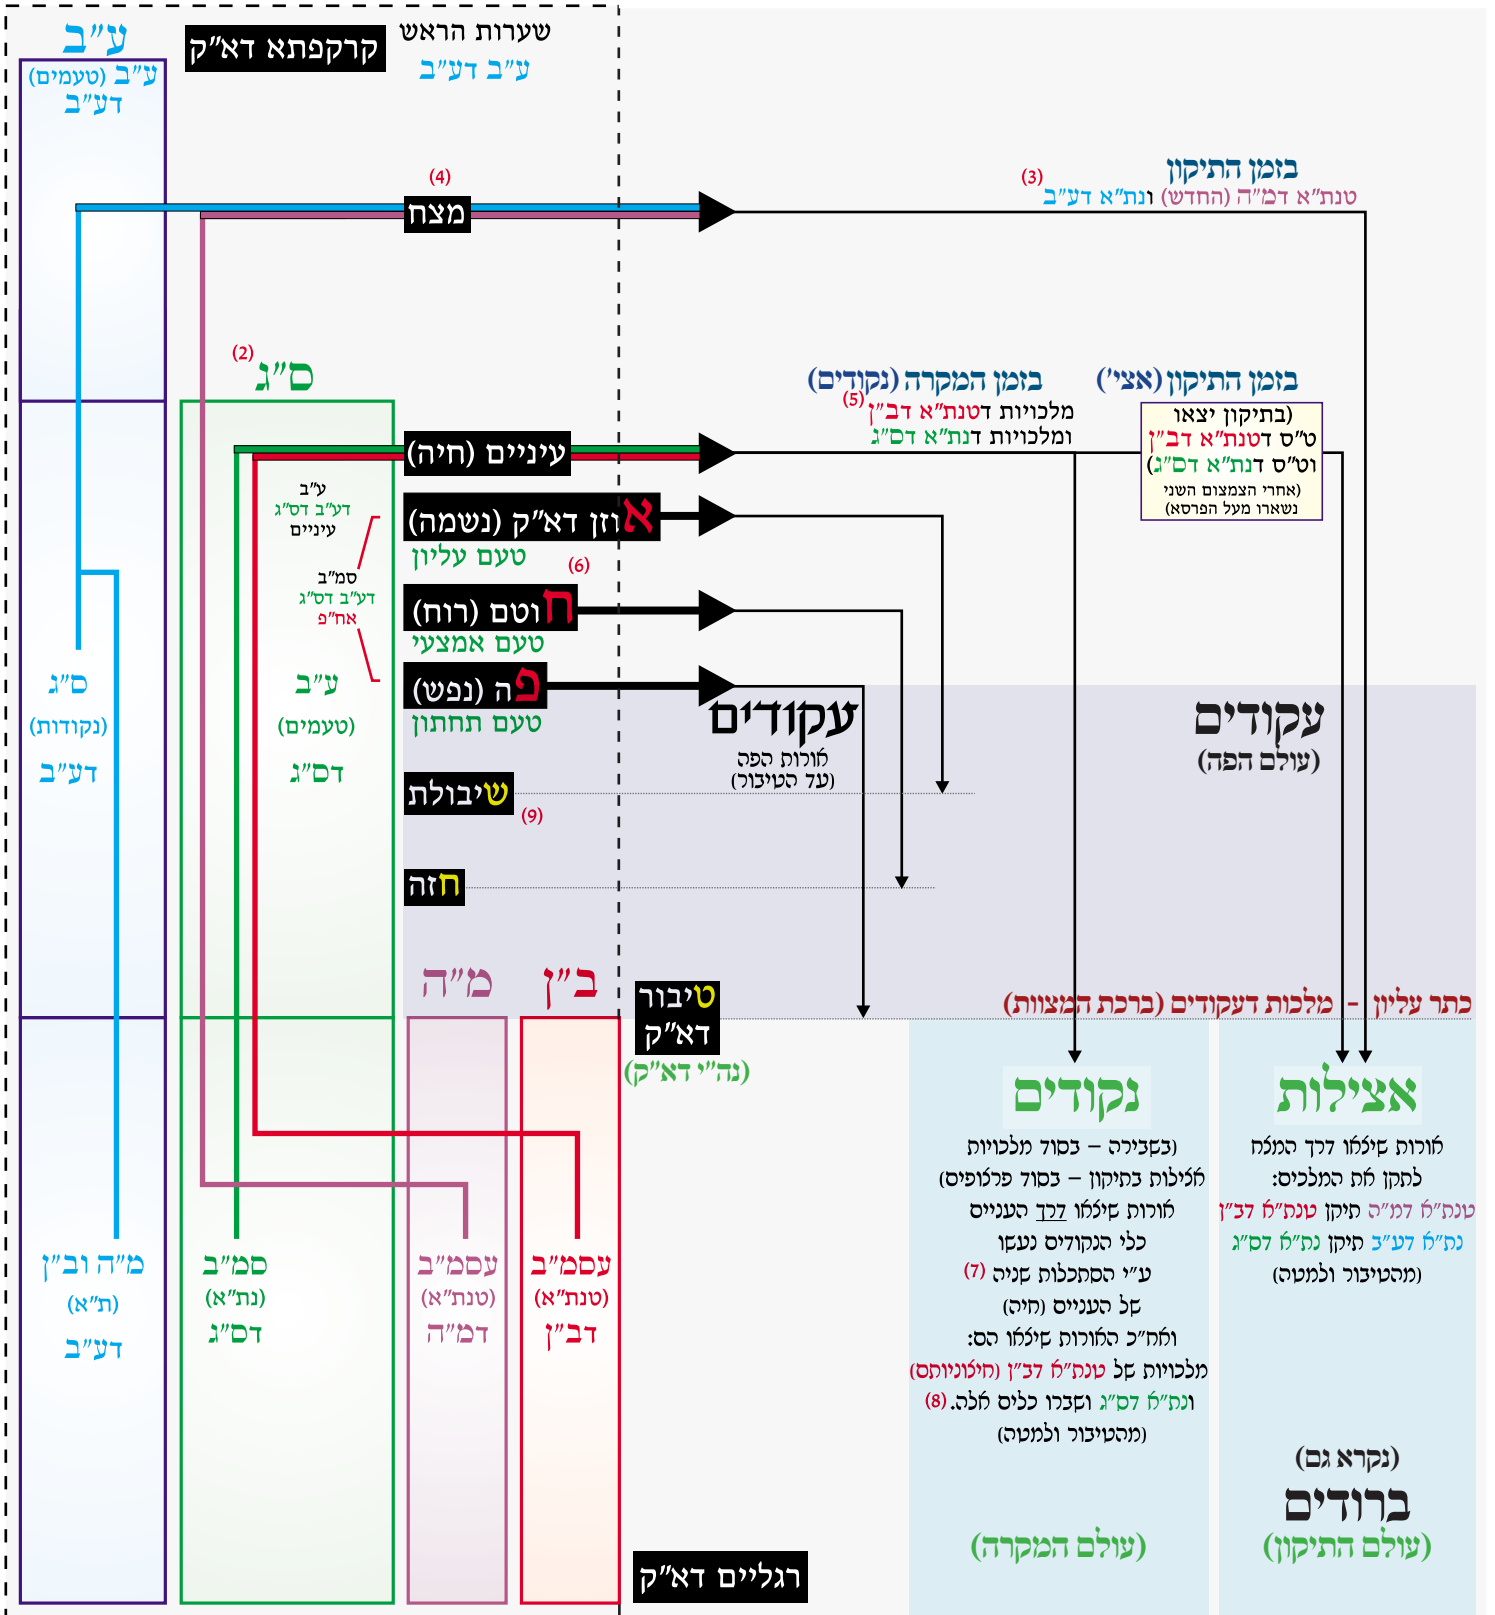 ע"ב
ע"ב (טעמים)
דע"ב
קרקפתא דא"ק
שערות הראש
ע"ב דע"ב
(4)
מצח
בזמן התיקון
(3)
טנת"א דמ"ה (החדש) ונת"א דע"ב
(2)
ס"ג
בזמן המקרה (נקודים)
(5)
מלכויות דטנת"א דב"ן
ומלכויות דנת"א דס"ג
בזמן התיקון (אצי')
(בתיקון יצאו
ט"ס דטנת"א דב"ן
וט"ס דנת"א דס"ג)
(אחרי הצמצום השני
נשארו מעל הפרסא)
עיניים (חיה)
ע"ב
דע"ב דס"ג
עיניים
אוזן דא"ק (נשמה)
טעם עליון
(6)
סמ"ב
דע"ב דס"ג
אח"פ
חוטם (רוח)
טעם אמצעי
פה (נפש)
טעם תחתון
ס"ג
(נקודות)
דע"ב
ע"ב
(טעמים)
דס"ג
עקודים
אורות הפה
(עד הטיבור)
עקודים
(עולם הפה)
שיבולת
(9)
חזה
מ"ה
ב"ן
טיבור
דא"ק
(נה"י דא"ק)
כתר עליון - מלכות דעקודים (ברכת המצוות)
נקודים
(בשבירה – בסוד מלכויות
אצילות בתיקון – בסוד פרצופים)
אורות שיצאו דרך העניים
כלי הנקודים נעשו
ע"י הסתכלות שניה (7)
של העניים (חיה)
ואח"כ האורות שיצאו הם:
מלכויות של טנת"א דב"ן (חיצוניותם)
ונת"א דס"ג ושברו כלים אלה. (8)
(מהטיבור ולמטה)
(עולם המקרה)
אצילות
אורות שיצאו דרך המצח
לתקן את המלכים:
טנת"א דמ"ה תיקן טנת"א דב"ן
נת"א דע"ב תיקן נת"א דס"ג
(מהטיבור ולמטה)
(נקרא גם)
ברודים
(עולם התיקון)
מ"ה וב"ן
(ת"א)
דע"ב
סמ"ב
(נת"א)
דס"ג
עסמ"ב
(טנת"א)
דמ"ה
עסמ"ב
(טנת"א)
דב"ן
רגליים דא"ק